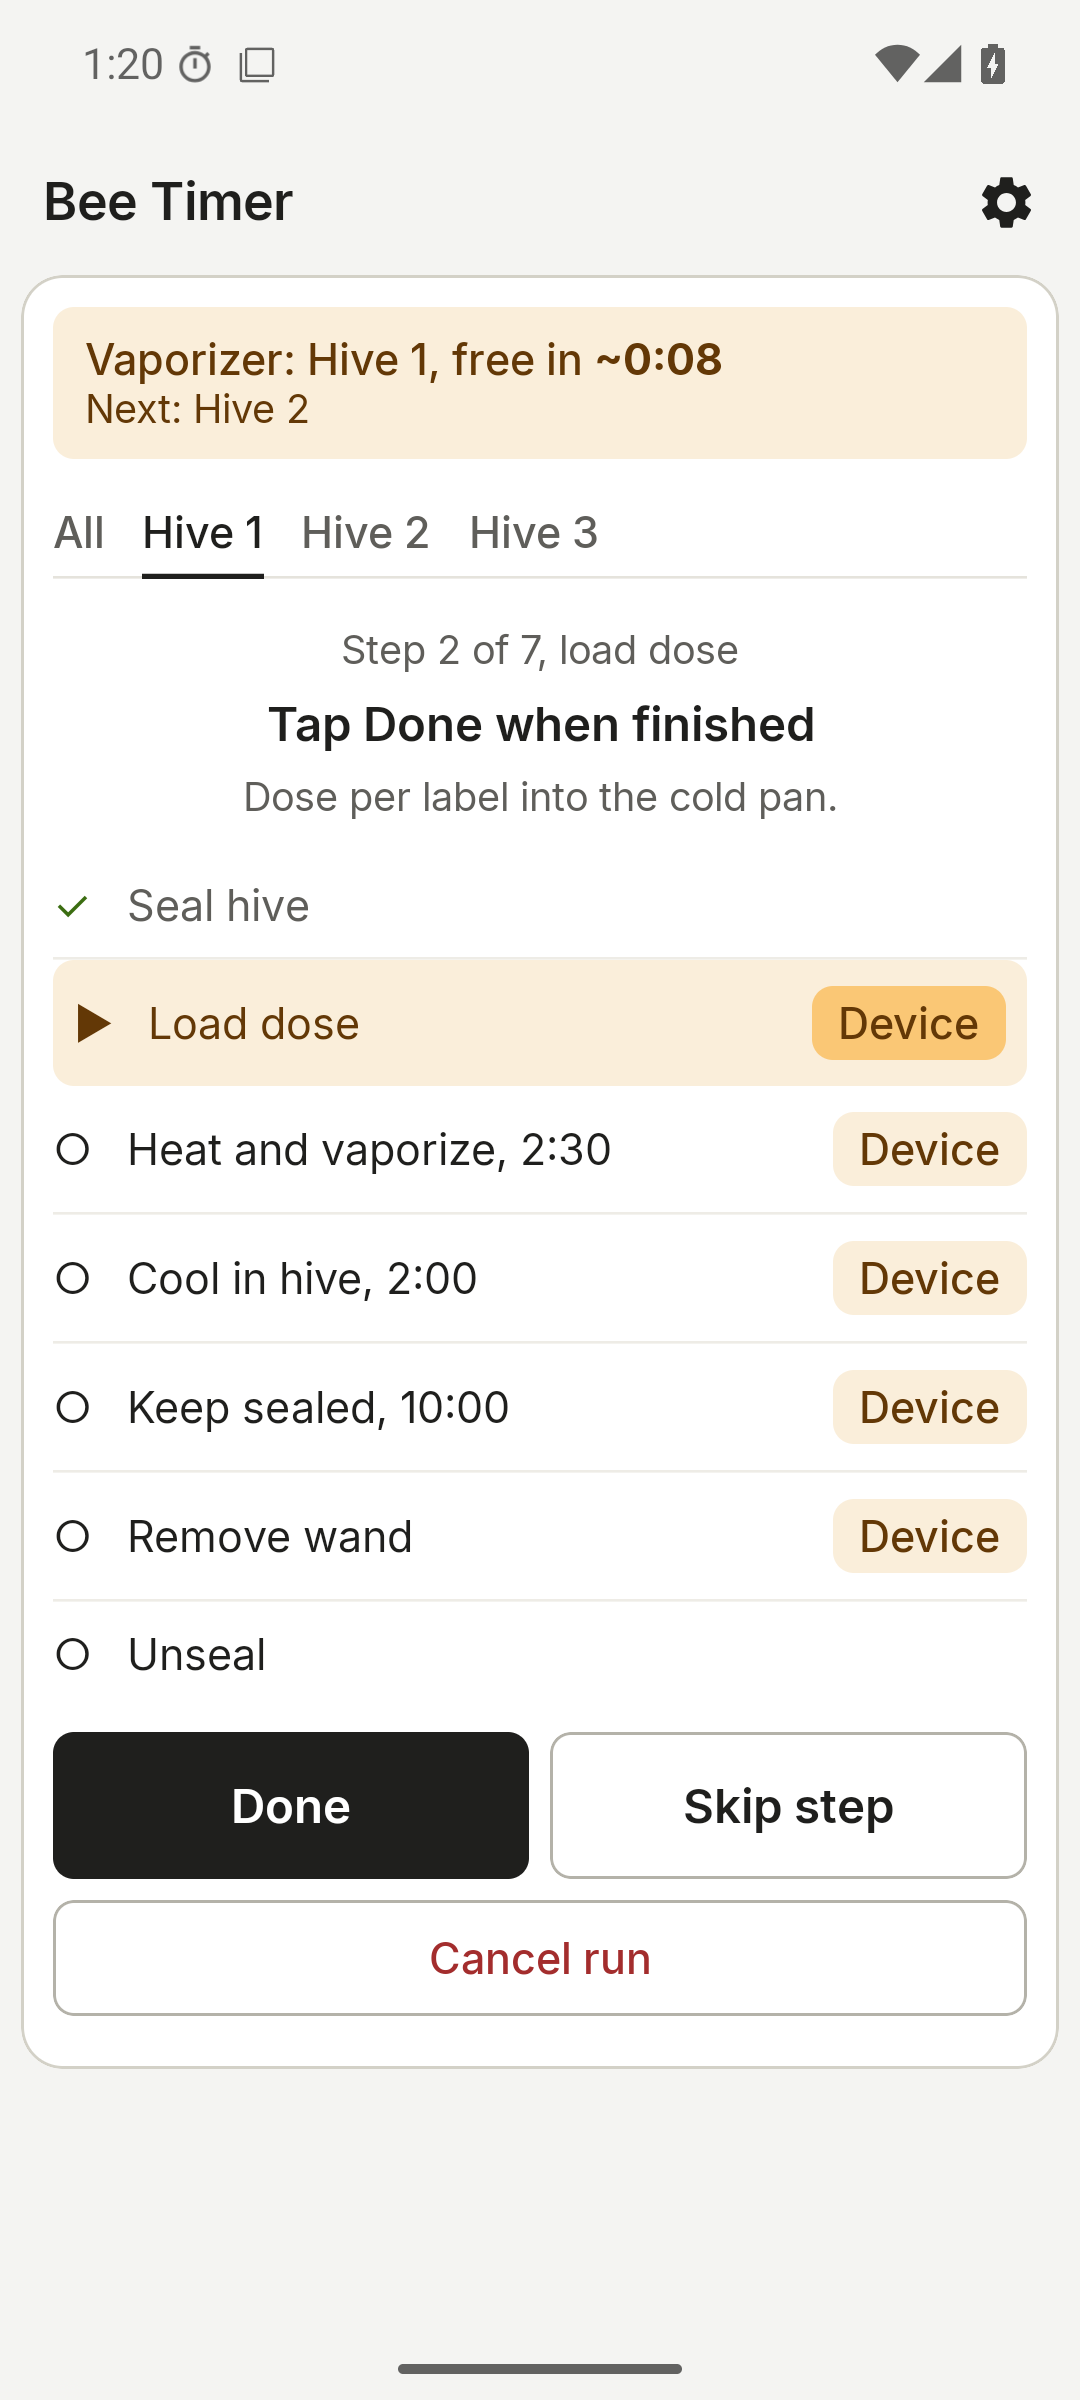 1:20
Bee Timer
Vaporizer: Hive 1, free in ~0:08
Next: Hive 2
All Hive 1 Hive 2 Hive 3
Step 2 of 7, load dose
Tap Done when finished
Dose per label into the cold pan.
Seal hive
Load dose Device
Heat and vaporize, 2:30 Device
Cool in hive, 2:00 Device
Keep sealed, 10:00 Device
Remove wand Device
Unseal
Done Skip step
Cancel run